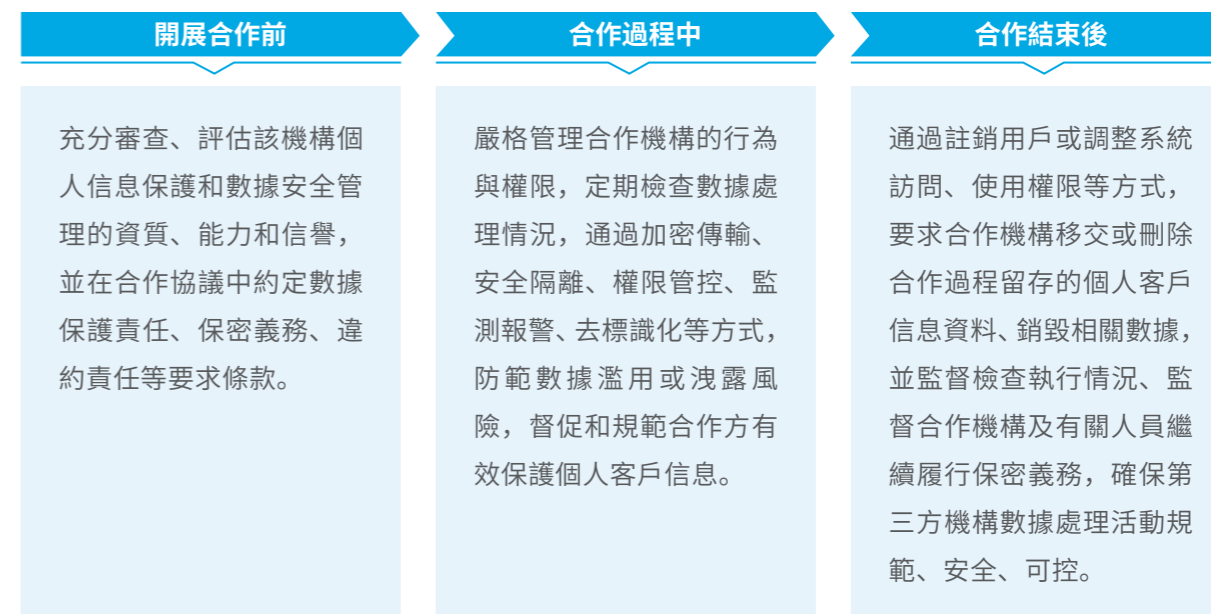 開展合作前
充分審查、評估該機構個
人信息保護和數據安全管
理的資質、能力和信譽，
並在合作協議中約定數據
保護責任、保密義務、違
約責任等要求條款。
合作過程中
嚴格管理合作機構的行為
與權限，定期檢查數據處
理情況，通過加密傳輸、
安全隔離、權限管控、監
測報警、去標識化等方式，
防範數據濫用或洩露風
險，督促和規範合作方有
效保護個人客戶信息。
合作結束後
通過註銷用戶或調整系統
訪問、使用權限等方式，
要求合作機構移交或刪除
合作過程留存的個人客戶
信息資料、銷毀相關數據，
並監督檢查執行情況、監
督合作機構及有關人員繼
續履行保密義務，確保第
三方機構數據處理活動規
範、安全、可控。